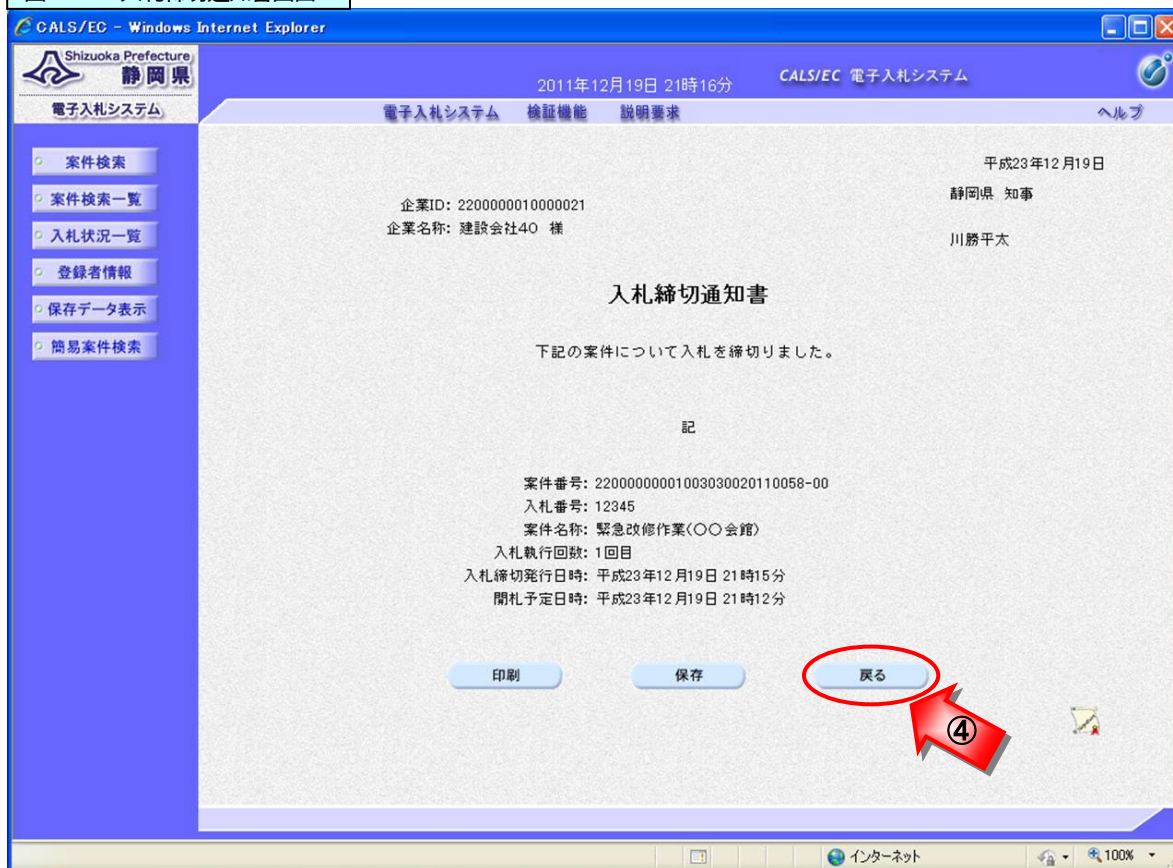 CALS/EC - Windows Internet Explorer
Shizuoka Prefecture
静岡県
電子入札システム
2011年12月19日 21時16分
CALS/EC 電子入札システム
電子入札システム 検証機能 説明要求 ヘルプ
案件検索
案件検索一覧
入札状況一覧
登録者情報
保存データ表示
簡易案件検索
平成23年12月19日
静岡県 知事
企業ID: 2200000010000021
企業名称: 建設会社40 様
川勝平太
入札締切通知書
下記の案件について入札を締切りました。
記
案件番号: 2200000000100303002011​0058-00
入札番号: 12345
案件名称: 緊急改修作業(〇〇会館)
入札執行回数: 1回目
入札締切発行日時: 平成23年12月19日 21時15分
開札予定日時: 平成23年12月19日 21時12分
印刷 保存 戻る
④
インターネット 100%